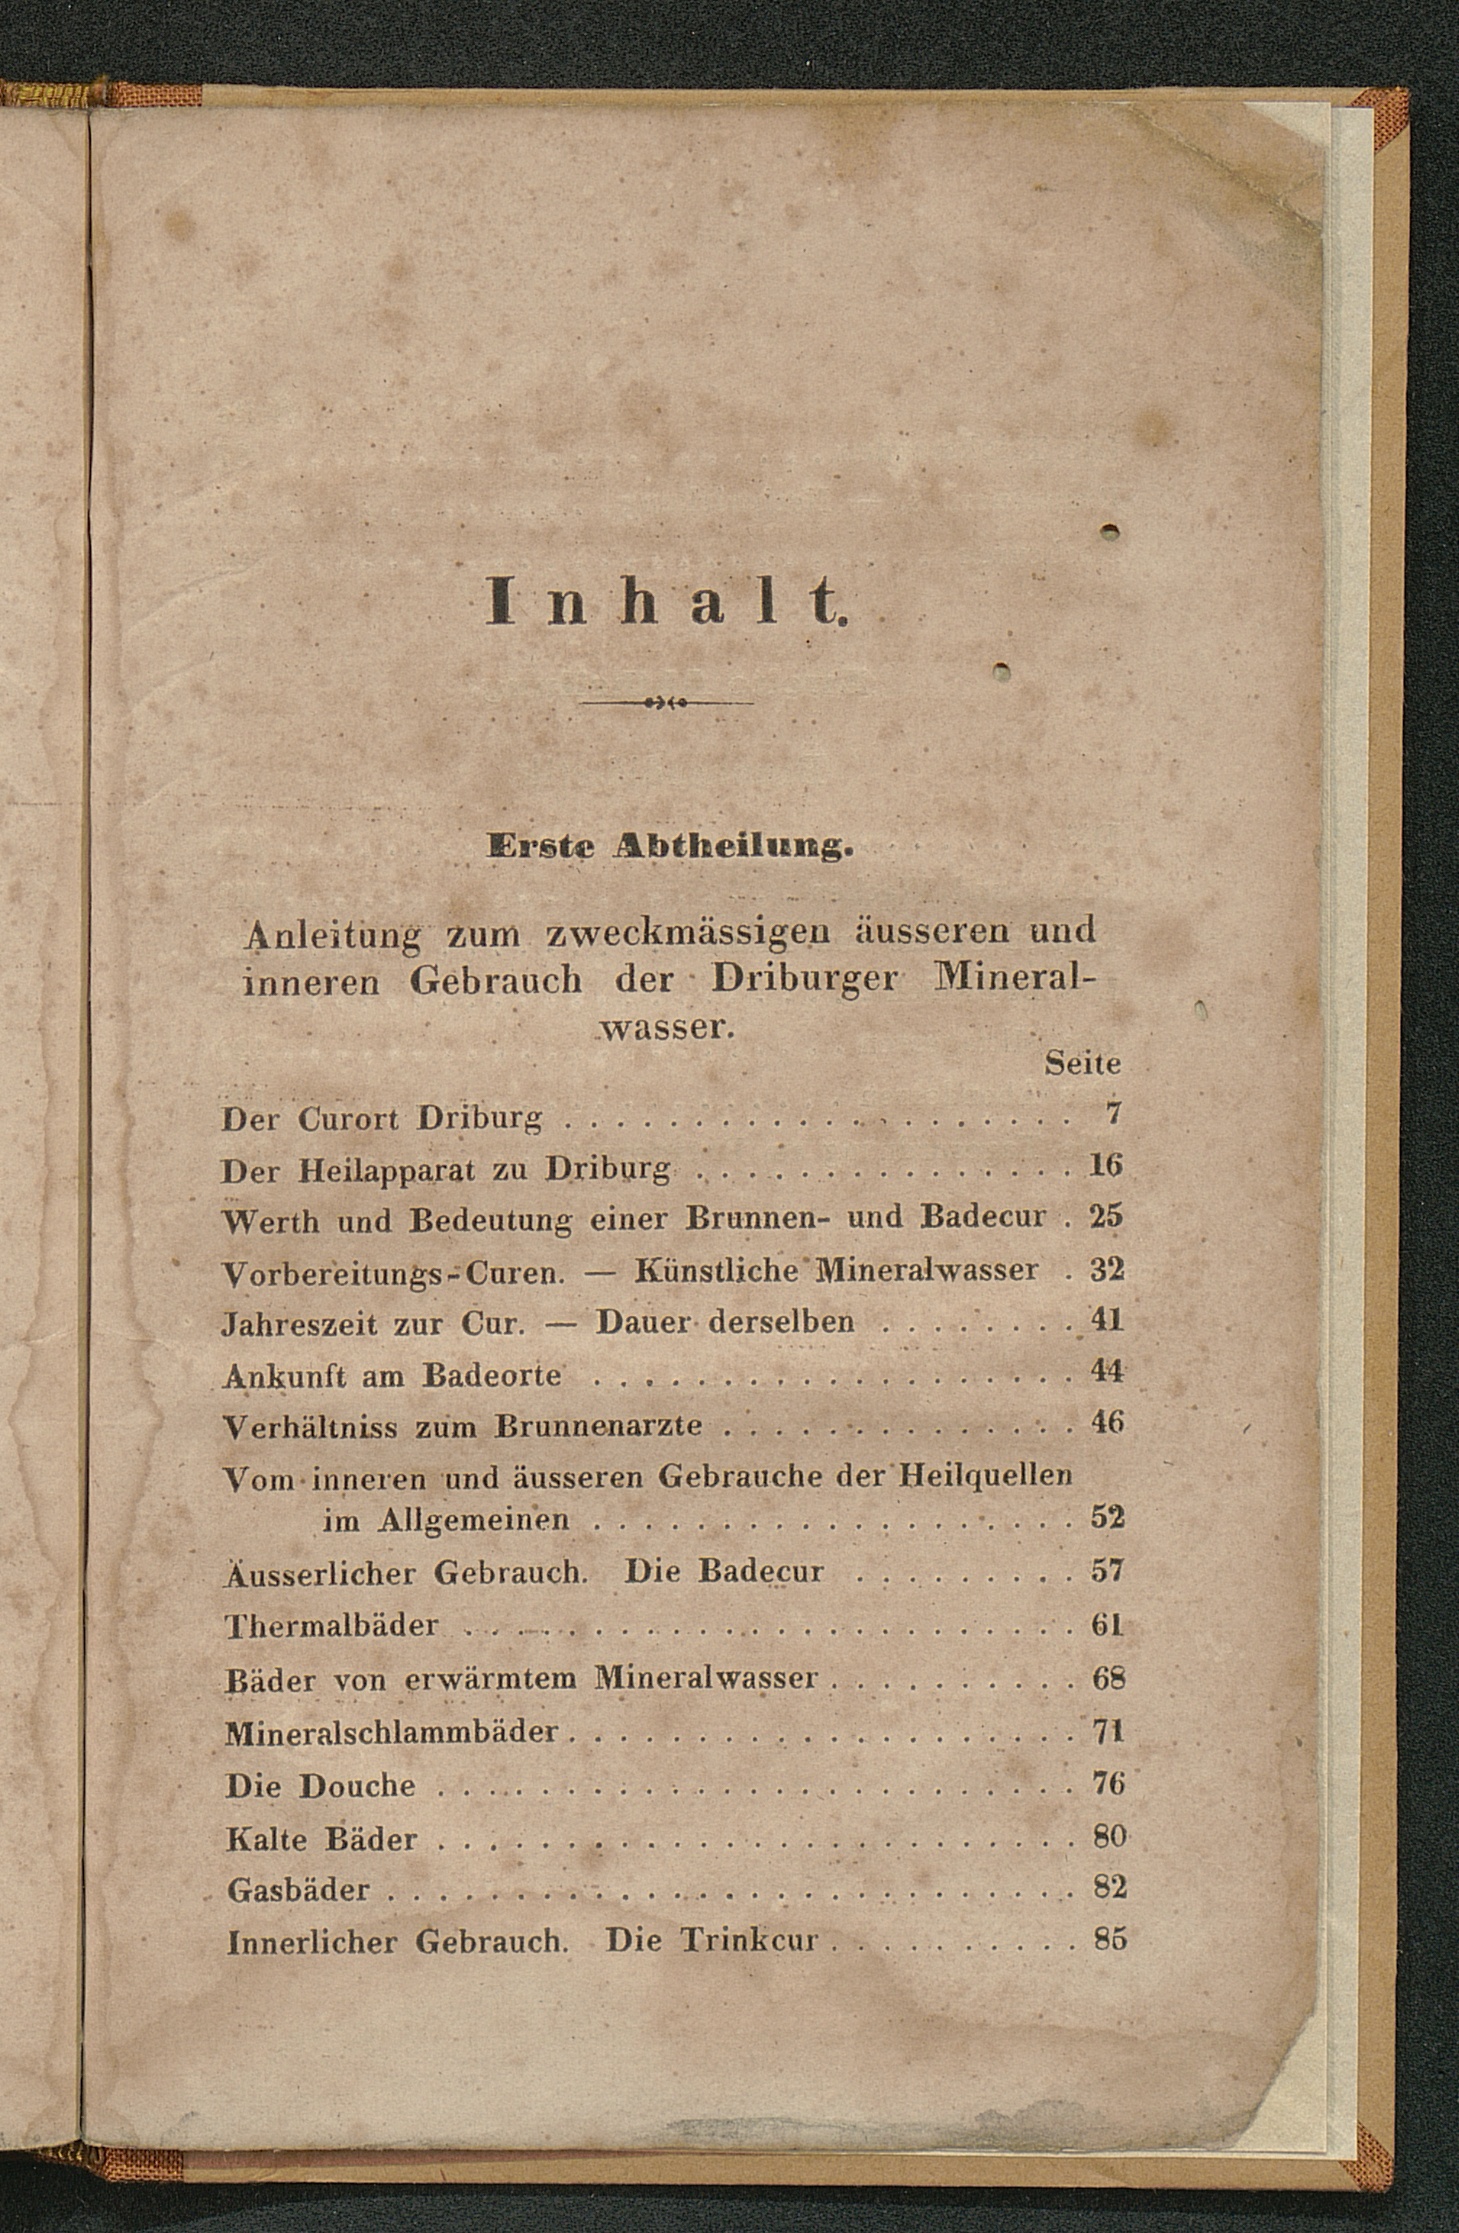 Inhalt.
Erste Abtheilung.
Anleitung zum zweckmässigen äusseren und
inneren Gebrauch der Driburger Mineral-
wasser.
Seite
Der Curort Driburg . . . . . . . . . . . . . . . . . . . . 7
Der Heilapparat zu Driburg . . . . . . . . . . . . . . . 16
Werth und Bedeutung einer Brunnen- und Badecur . 25
Vorbereitungs-Curen. — Künstliche Mineralwasser . 32
Jahreszeit zur Cur. — Dauer derselben . . . . . . . . 41
Ankunft am Badeorte . . . . . . . . . . . . . . . . . . . 44
Verhältniss zum Brunnenarzte . . . . . . . . . . . . . . 46
Vom inneren und äusseren Gebrauche der Heilquellen
im Allgemeinen . . . . . . . . . . . . . . . . . . . 52
Äusserlicher Gebrauch. Die Badecur . . . . . . . . . 57
Thermalbäder . . . . . . . . . . . . . . . . . . . . . . . . 61
Bäder von erwärmtem Mineralwasser . . . . . . . . . . 68
Mineralschlammbäder . . . . . . . . . . . . . . . . . . . . 71
Die Douche . . . . . . . . . . . . . . . . . . . . . . . . . 76
Kalte Bäder . . . . . . . . . . . . . . . . . . . . . . . . . 80
Gasbäder . . . . . . . . . . . . . . . . . . . . . . . . . . . 82
Innerlicher Gebrauch. Die Trinkcur . . . . . . . . . . 85